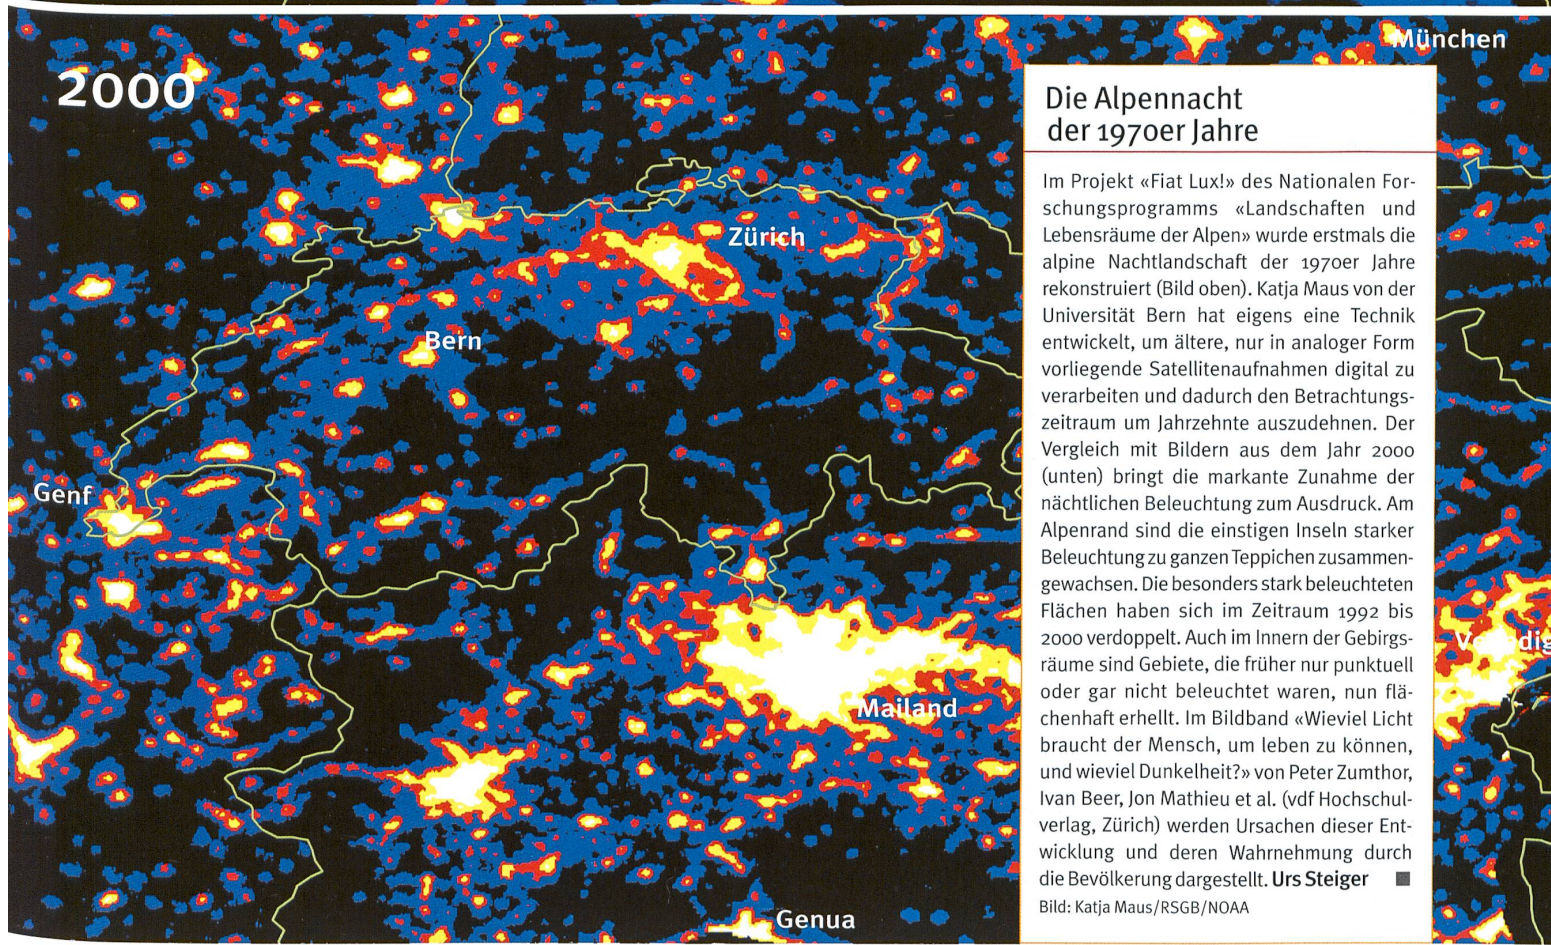 2000
München
Zürich
Bern
Genf
Mailand
Genua
Die Alpennacht
der 1970er Jahre
Im Projekt «Fiat Lux!» des Nationalen For-
schungsprogramms «Landschaften und
Lebensräume der Alpen» wurde erstmals die
alpine Nachtlandschaft der 1970er Jahre
rekonstruiert (Bild oben). Katja Maus von der
Universität Bern hat eigens eine Technik
entwickelt, um ältere, nur in analoger Form
vorliegende Satellitenaufnahmen digital zu
verarbeiten und dadurch den Betrachtungs-
zeitraum um Jahrzehnte auszudehnen. Der
Vergleich mit Bildern aus dem Jahr 2000
(unten) bringt die markante Zunahme der
nächtlichen Beleuchtung zum Ausdruck. Am
Alpenrand sind die einstigen Inseln starker
Beleuchtung zu ganzen Teppichen zusammen-
gewachsen. Die besonders stark beleuchteten
Flächen haben sich im Zeitraum 1992 bis
2000 verdoppelt. Auch im Innern der Gebirgs-
räume sind Gebiete, die früher nur punktuell
oder gar nicht beleuchtet waren, nun flä-
chenhaft erhellt. Im Bildband «Wieviel Licht
braucht der Mensch, um leben zu können,
und wieviel Dunkelheit?» von Peter Zumthor,
Ivan Beer, Jon Mathieu et al. (vdf Hochschul-
verlag, Zürich) werden Ursachen dieser Ent-
wicklung und deren Wahrnehmung durch
die Bevölkerung dargestellt. Urs Steiger
Bild: Katja Maus/RSGB/NOAA